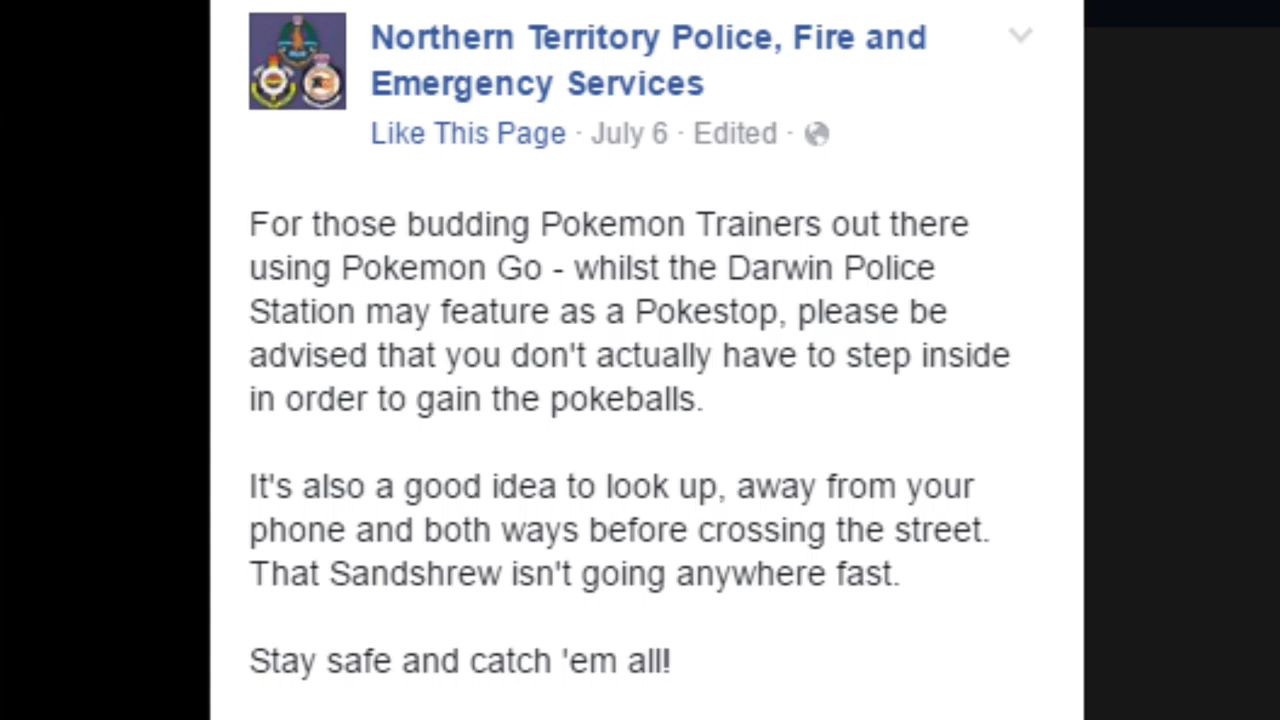 Northern Territory Police, Fire and
Emergency Services
Like This Page · July 6 · Edited ·
For those budding Pokemon Trainers out there
using Pokemon Go - whilst the Darwin Police
Station may feature as a Pokestop, please be
advised that you don't actually have to step inside
in order to gain the pokeballs.
It's also a good idea to look up, away from your
phone and both ways before crossing the street.
That Sandshrew isn't going anywhere fast.
Stay safe and catch 'em all!